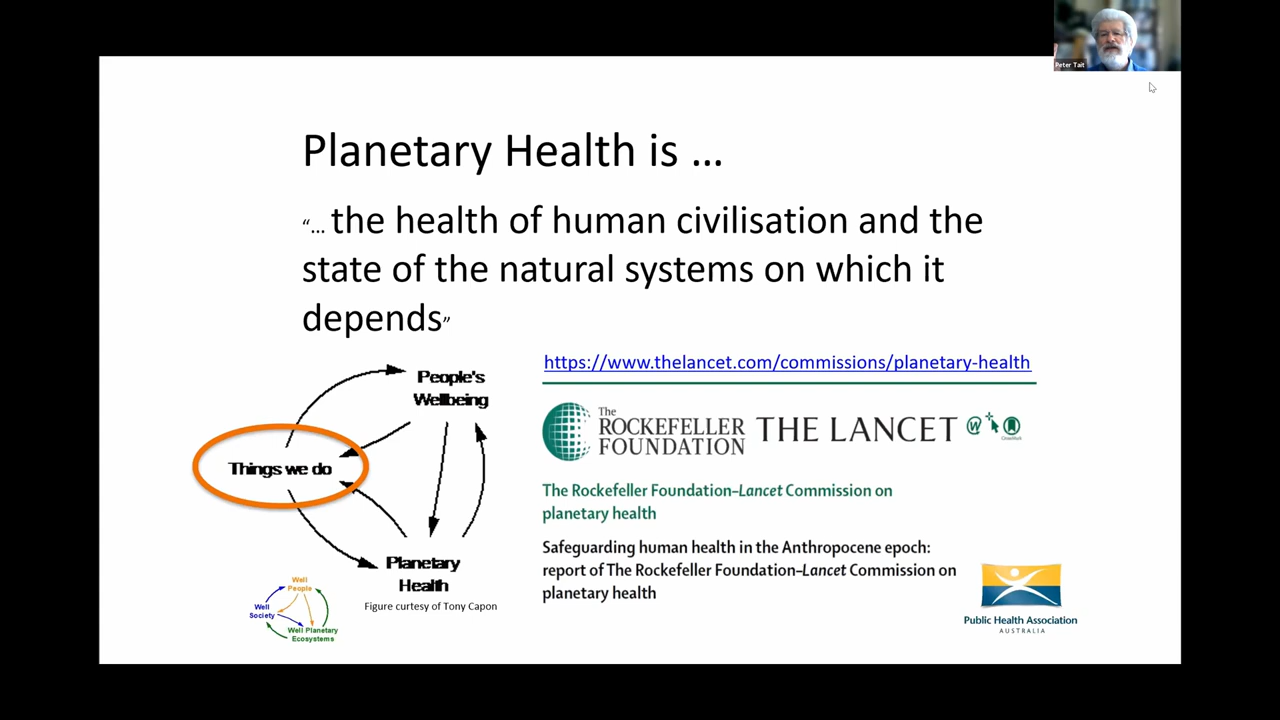 Peter Tait
Planetary Health is ...
“... the health of human civilisation and the
state of the natural systems on which it
depends”
https://www.thelancet.com/commissions/planetary-health
People's
Wellbeing
Things we do
Planetary
Health
Figure curtesy of Tony Capon
Well
People
Well
Society
Well Planetary
Ecosystems
The
ROCKEFELLER
FOUNDATION
THE LANCET
The Rockefeller Foundation–Lancet Commission on
planetary health
Safeguarding human health in the Anthropocene epoch:
report of The Rockefeller Foundation–Lancet Commission on
planetary health
Public Health Association
AUSTRALIA